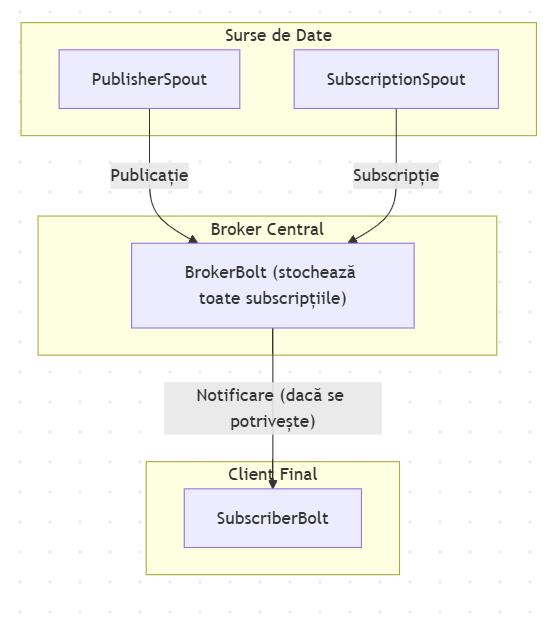 Surse de Date
PublisherSpout
SubscriptionSpout
Publicație
Subscripție
Broker Central
BrokerBolt (stochează
toate subscripțiile)
Notificare (dacă se
potrivește)
Client Final
SubscriberBolt